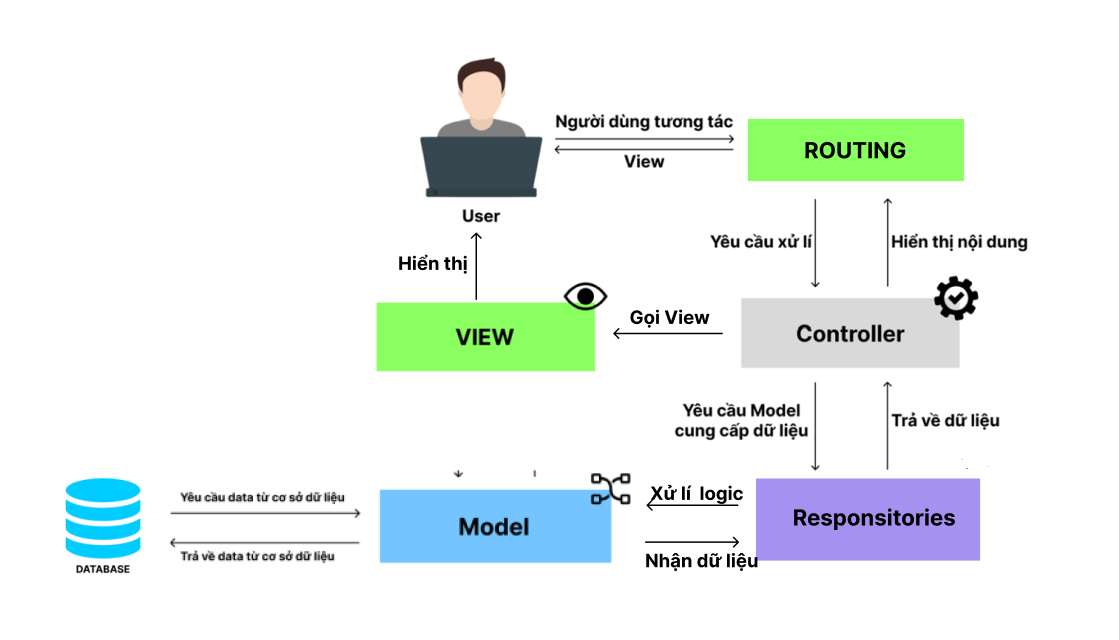 Người dùng tương tác
ROUTING
View
User
Yêu cầu xử lí
Hiển thị nội dung
Hiển thị
Gọi View
VIEW
Controller
Yêu cầu Model
cung cấp dữ liệu
Trả về dữ liệu
Yêu cầu data từ cơ sở dữ liệu
Xử lí logic
Model
Responsitories
Trả về data từ cơ sở dữ liệu
Nhận dữ liệu
DATABASE